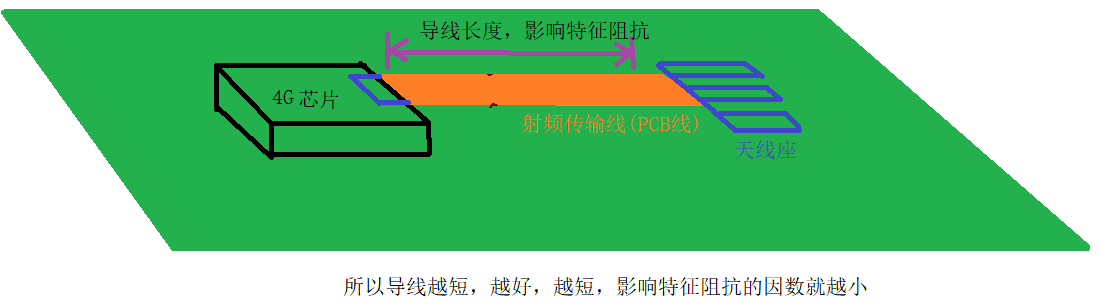 导线长度，影响特征阻抗
4G芯片
射频传输线(PCB线)
天线座
所以导线越短，越好，越短，影响特征阻抗的因数就越小